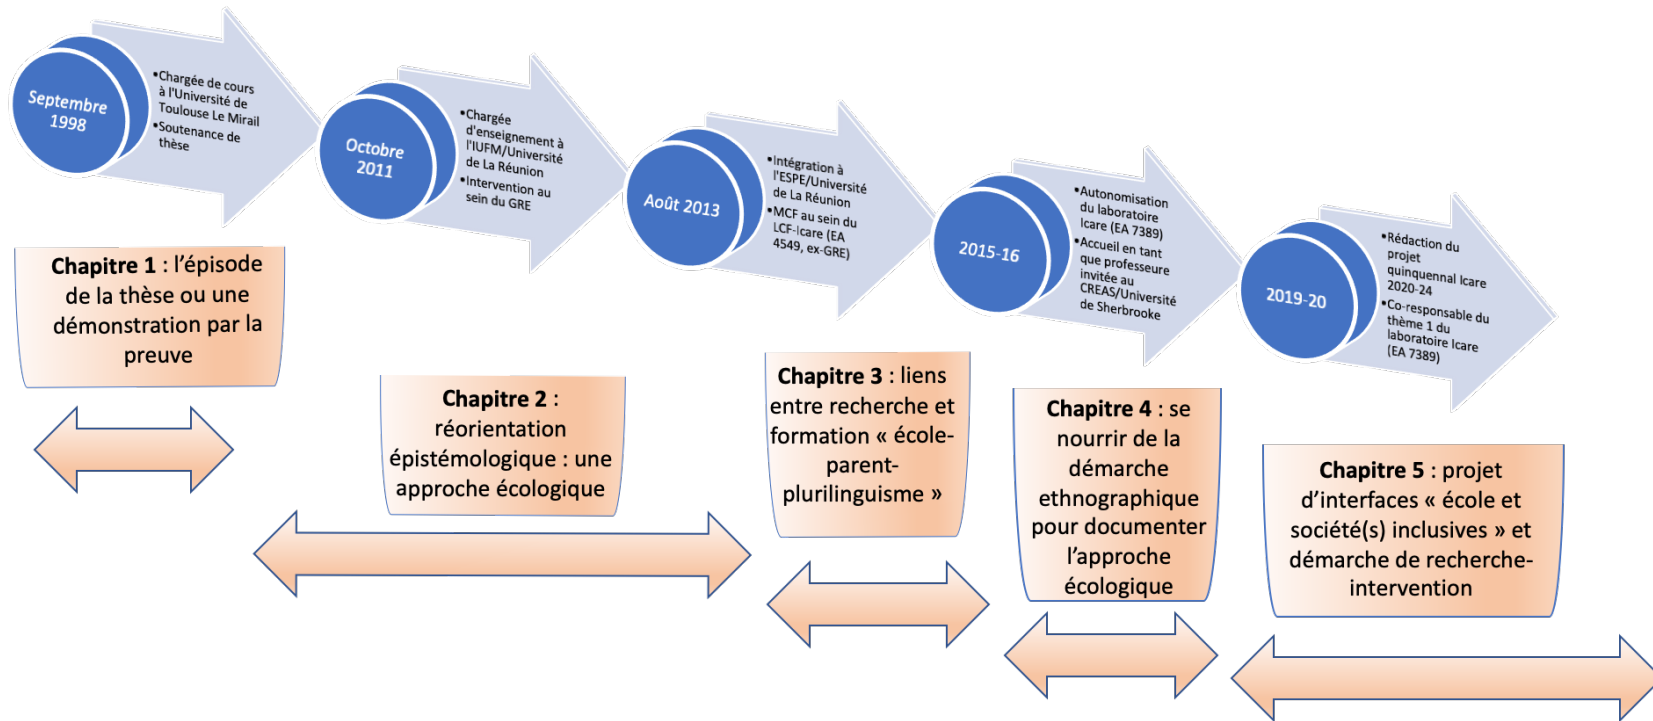 Septembre
1998
•Chargée de cours
à l'Université de
Toulouse Le Mirail
•Soutenance de
thèse
Octobre
2011
•Chargée
d'enseignement à
l'IUFM/Université
de La Réunion
•Intervention au
sein du GRE
Août 2013
•Intégration à
l'ESPE/Université
de La Réunion
•MCF au sein du
LCF-Icare (EA
4549, ex-GRE)
2015-16
•Autonomisation
du laboratoire
Icare (EA 7389)
•Accueil en tant
que professeure
invitée au
CREAS/Université
de Sherbrooke
2019-20
•Rédaction du
projet
quinquennal Icare
2020-24
•Co-responsable du
thème 1 du
laboratoire Icare
(EA 7389)
Chapitre 1 : l'épisode
de la thèse ou une
démonstration par la
preuve
Chapitre 2 :
réorientation
épistémologique : une
approche écologique
Chapitre 3 : liens
entre recherche et
formation « école-
parent-
plurilinguisme »
Chapitre 4 : se
nourrir de la
démarche
ethnographique
pour documenter
l'approche
écologique
Chapitre 5 : projet
d'interfaces « école et
société(s) inclusives » et
démarche de recherche-
intervention